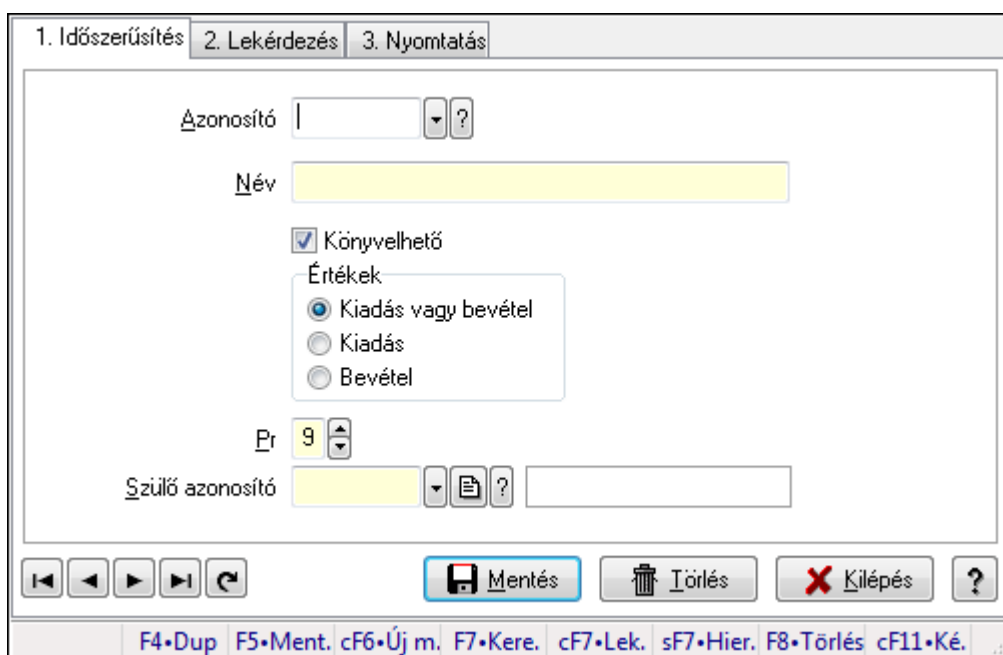 1. Időszerűsítés 2. Lekérdezés 3. Nyomtatás
Azonosító ?
Név
Könyvelhető
Értékek
Kiadás vagy bevétel
Kiadás
Bevétel
Pr 9
Szülő azonosító ?
Mentés Törlés Kilépés ?
F4•Dup F5•Ment. cF6•Új m. F7•Kere. cF7•Lek. sF7•Hier. F8•Törlés cF11•Ké.